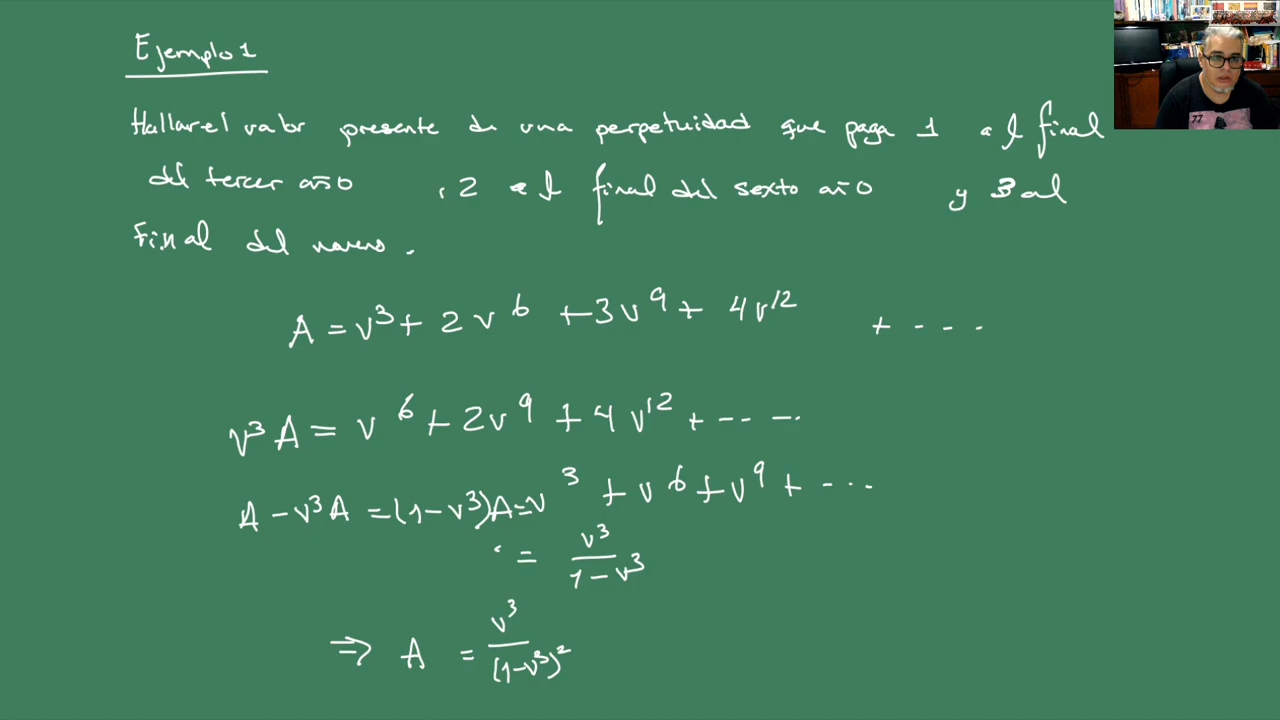 Ejemplo 1
Hallar el valor presente de una perpetuidad que paga 1 al final
del tercer año , 2 al final del sexto año y 3 al
final del noveno .
A = v³ + 2v⁶ + 3v⁹ + 4v¹² + ....
v³A = v⁶ + 2v⁹ + 4v¹² + .....
A - v³A = (1 - v³)A = v³ + v⁶ + v⁹ + ....
= v³/(1 - v³)
⇒ A = v³/(1-v³)²